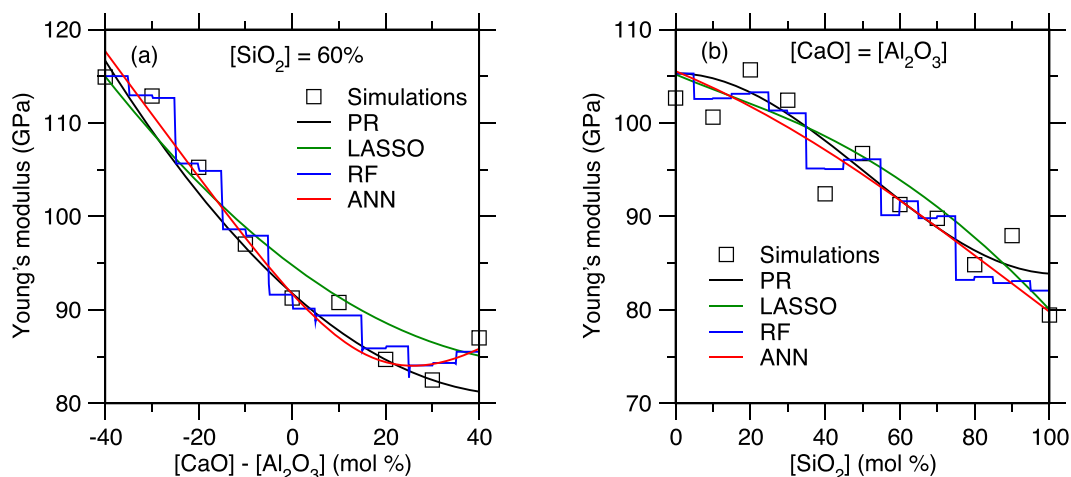 (a)
[SiO₂] = 60%
Simulations
PR
LASSO
RF
ANN
120
110
100
90
80
Young's modulus (GPa)
-40 -20 0 20 40
[CaO] - [Al₂O₃] (mol %)
(b)
[CaO] = [Al₂O₃]
Simulations
PR
LASSO
RF
ANN
110
100
90
80
70
Young's modulus (GPa)
0 20 40 60 80 100
[SiO₂] (mol %)